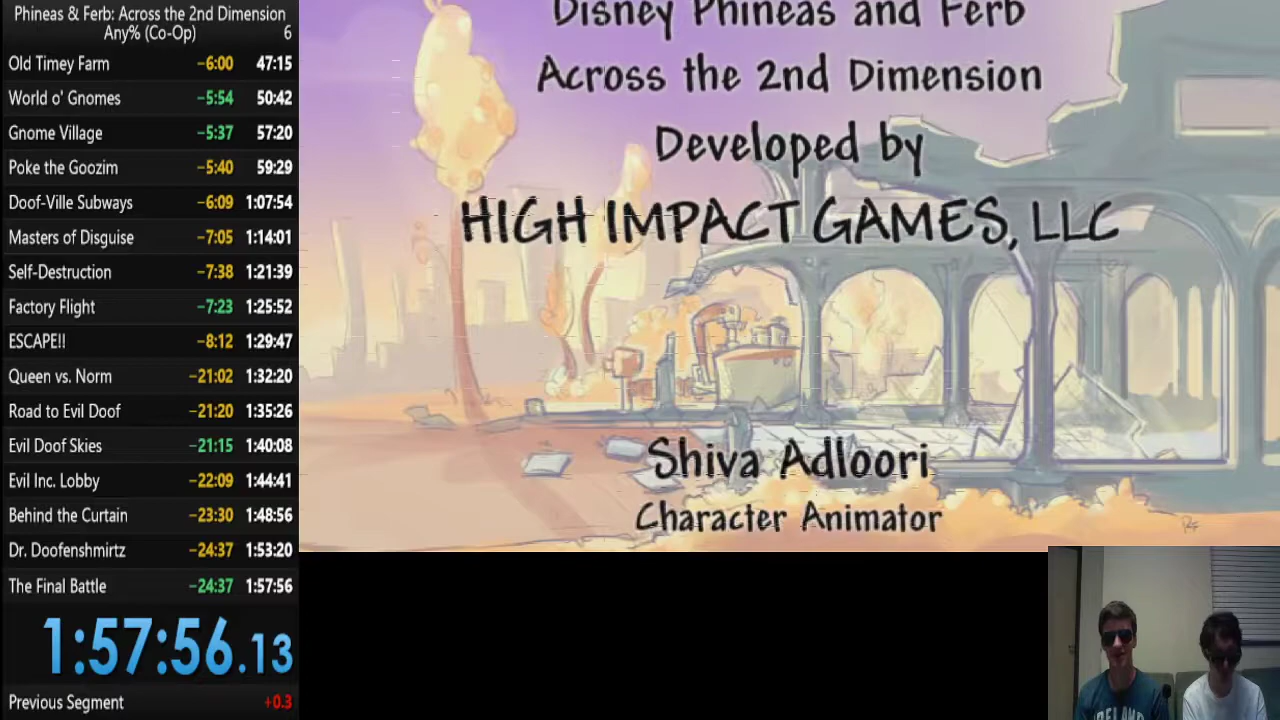 Phineas & Ferb: Across the 2nd Dimension
Any% (Co-Op) 6
Old Timey Farm −6:00 47:15
World o' Gnomes −5:54 50:42
Gnome Village −5:37 57:20
Poke the Goozim −5:40 59:29
Doof-Ville Subways −6:09 1:07:54
Masters of Disguise −7:05 1:14:01
Self-Destruction −7:38 1:21:39
Factory Flight −7:23 1:25:52
ESCAPE!! −8:12 1:29:47
Queen vs. Norm −21:02 1:32:20
Road to Evil Doof −21:20 1:35:26
Evil Doof Skies −21:15 1:40:08
Evil Inc. Lobby −22:09 1:44:41
Behind the Curtain −23:30 1:48:56
Dr. Doofenshmirtz −24:37 1:53:20
The Final Battle −24:37 1:57:56
1:57:56.13
Previous Segment +0.3
Disney Phineas and Ferb
Across the 2nd Dimension
Developed by
HIGH IMPACT GAMES, LLC
Shiva Adloori
Character Animator